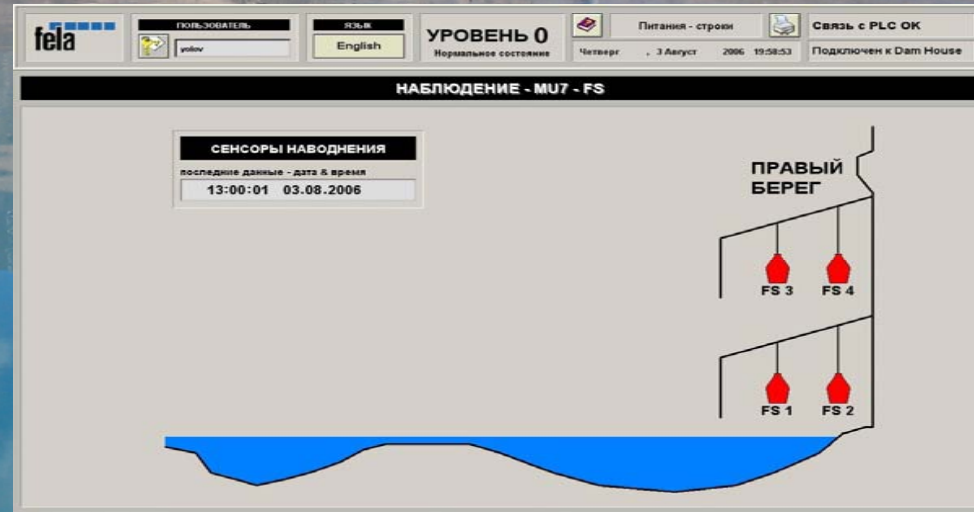 fela
ПОЛЬЗОВАТЕЛЬ
yolov
ЯЗЫК
English
УРОВЕНЬ 0
Нормальное состояние
Питания - строки
Четверг , 3 Август 2006 19:58:53
Связь с PLC ОК
Подключен к Dam House
НАБЛЮДЕНИЕ - MU7 - FS
СЕНСОРЫ НАВОДНЕНИЯ
последние данные - дата & время
13:00:01 03.08.2006
ПРАВЫЙ
БЕРЕГ
FS 3 FS 4
FS 1 FS 2